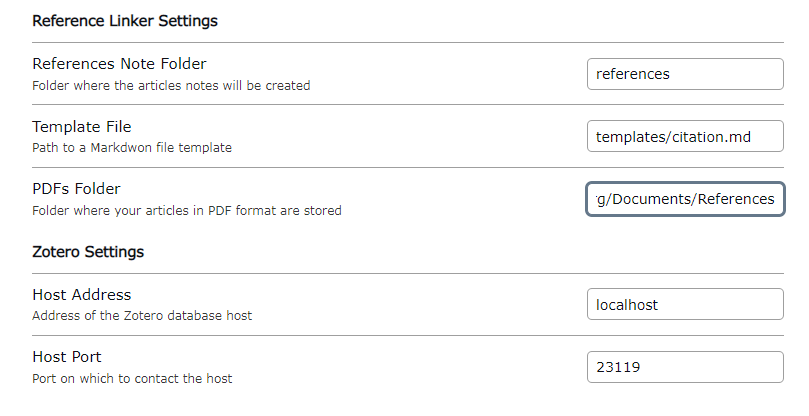 Reference Linker Settings
References Note Folder
Folder where the articles notes will be created
references
Template File
Path to a Markdwon file template
templates/citation.md
PDFs Folder
Folder where your articles in PDF format are stored
g/Documents/References
Zotero Settings
Host Address
Address of the Zotero database host
localhost
Host Port
Port on which to contact the host
23119